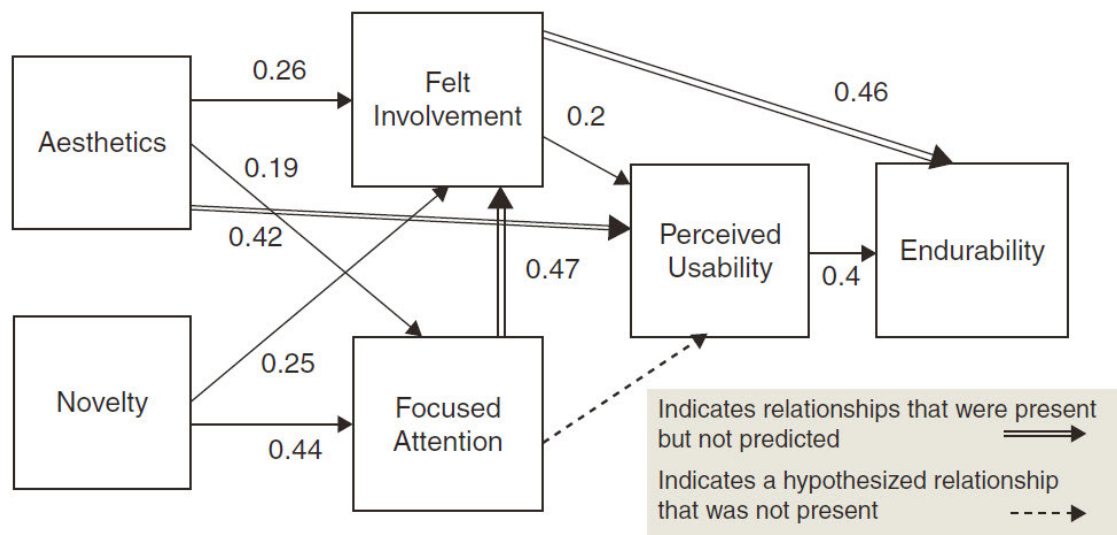 Aesthetics
0.26
Felt
Involvement
0.46
0.2
0.19
0.42
Perceived
Usability
0.4
Endurability
0.47
Novelty
0.25
0.44
Focused
Attention
Indicates relationships that were present
but not predicted
Indicates a hypothesized relationship
that was not present